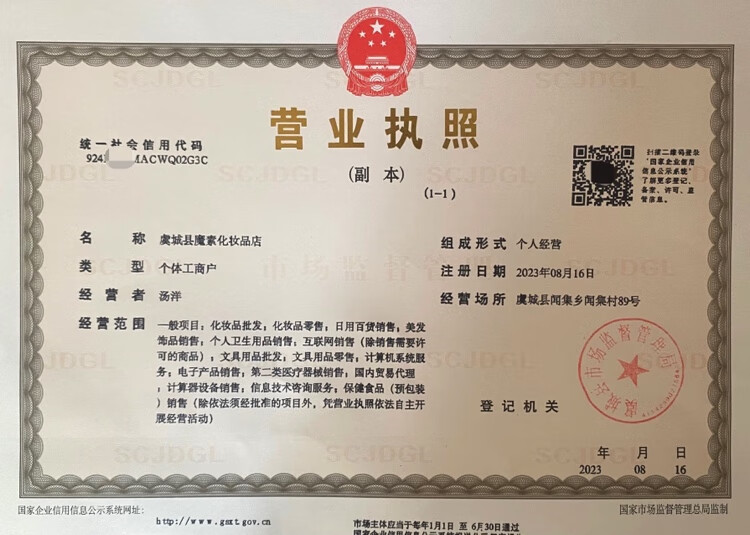 营业执照
(副 本)
(1-1)
统一社会信用代码
924 MACWQ02G3C
扫描二维码登录
"国家企业信用
信息公示系统"
了解更多登记、
备案、许可、监
管信息。
名 称 虞城县魔素化妆品店
类 型 个体工商户
经 营 者 汤洋
经 营 范 围 一般项目：化妆品批发；化妆品零售；日用百货销售；美发
饰品销售；个人卫生用品销售；互联网销售（除销售需要许
可的商品）；文具用品批发；文具用品零售；计算机系统服
务；电子产品销售；第二类医疗器械销售；国内贸易代理
；计算器设备销售；信息技术咨询服务；保健食品（预包装
）销售（除依法须经批准的项目外，凭营业执照依法自主开
展经营活动）
组 成 形 式 个人经营
注 册 日 期 2023年08月16日
经 营 场 所 虞城县闻集乡闻集村89号
登 记 机 关
虞城县市场监督管理局
年 月 日
2023 08 16
SCJDGL
市场监督管理
国家企业信用信息公示系统网址：
http://www.gsxt.gov.cn
市场主体应当于每年1月1日 至 6月30日通过
国家市场监督管理总局监制